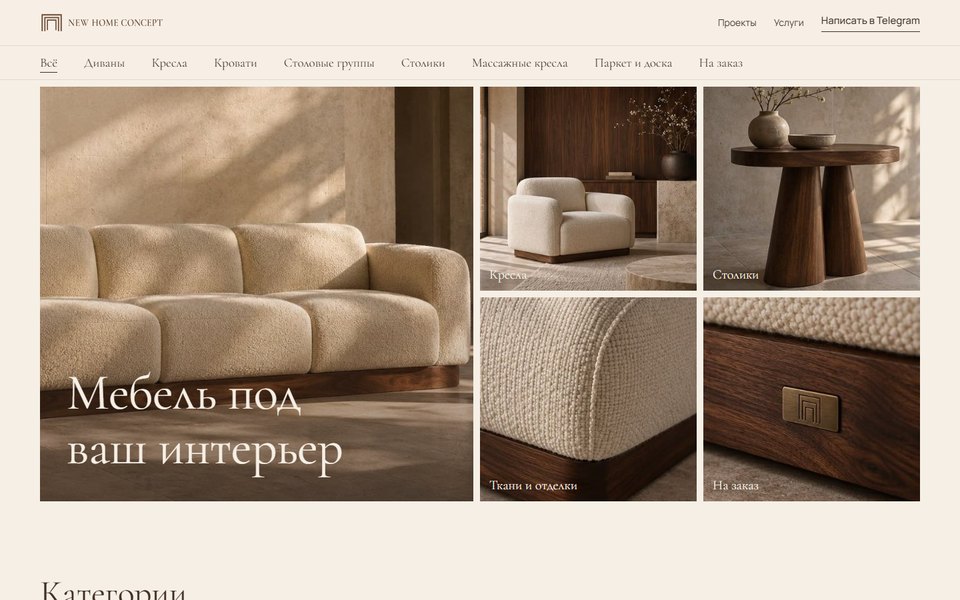 NEW HOME CONCEPT
Проекты
Услуги
Написать в Telegram
Всё
Диваны
Кресла
Кровати
Столовые группы
Столики
Массажные кресла
Паркет и доска
На заказ
Мебель под
ваш интерьер
Кресла
Столики
Ткани и отделки
На заказ
Категории